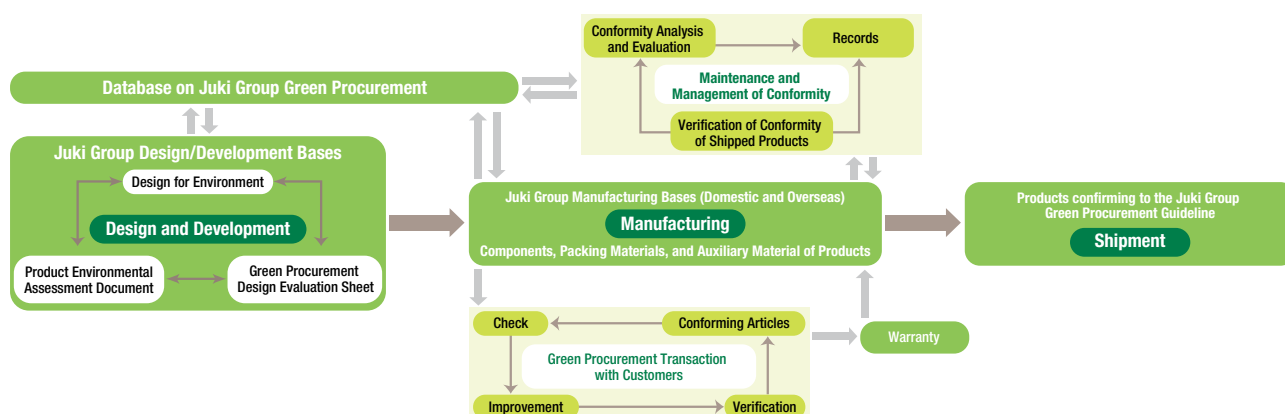 Conformity Analysis
and Evaluation
Records
Maintenance and
Management of Conformity
Verification of Conformity
of Shipped Products
Database on Juki Group Green Procurement
Juki Group Design/Development Bases
Design for Environment
Design and Development
Product Environmental
Assessment Document
Green Procurement
Design Evaluation Sheet
Juki Group Manufacturing Bases (Domestic and Overseas)
Manufacturing
Components, Packing Materials, and Auxiliary Material of Products
Products confirming to the Juki Group
Green Procurement Guideline
Shipment
Check
Conforming Articles
Green Procurement Transaction
with Customers
Improvement
Verification
Warranty